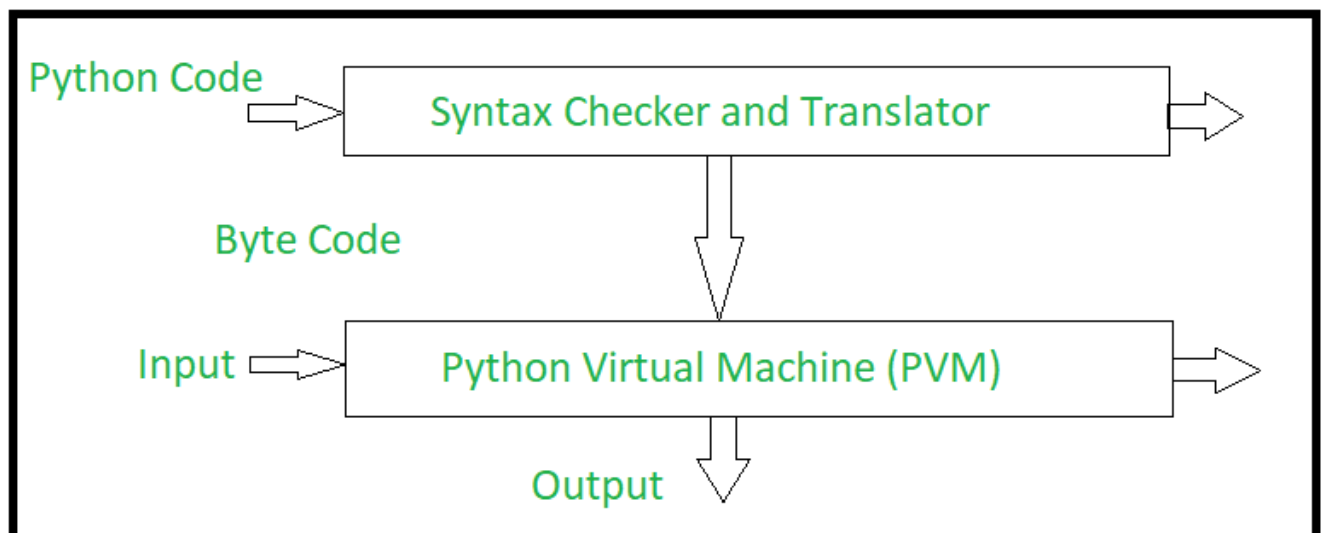 Python Code
Syntax Checker and Translator
Byte Code
Input
Python Virtual Machine (PVM)
Output